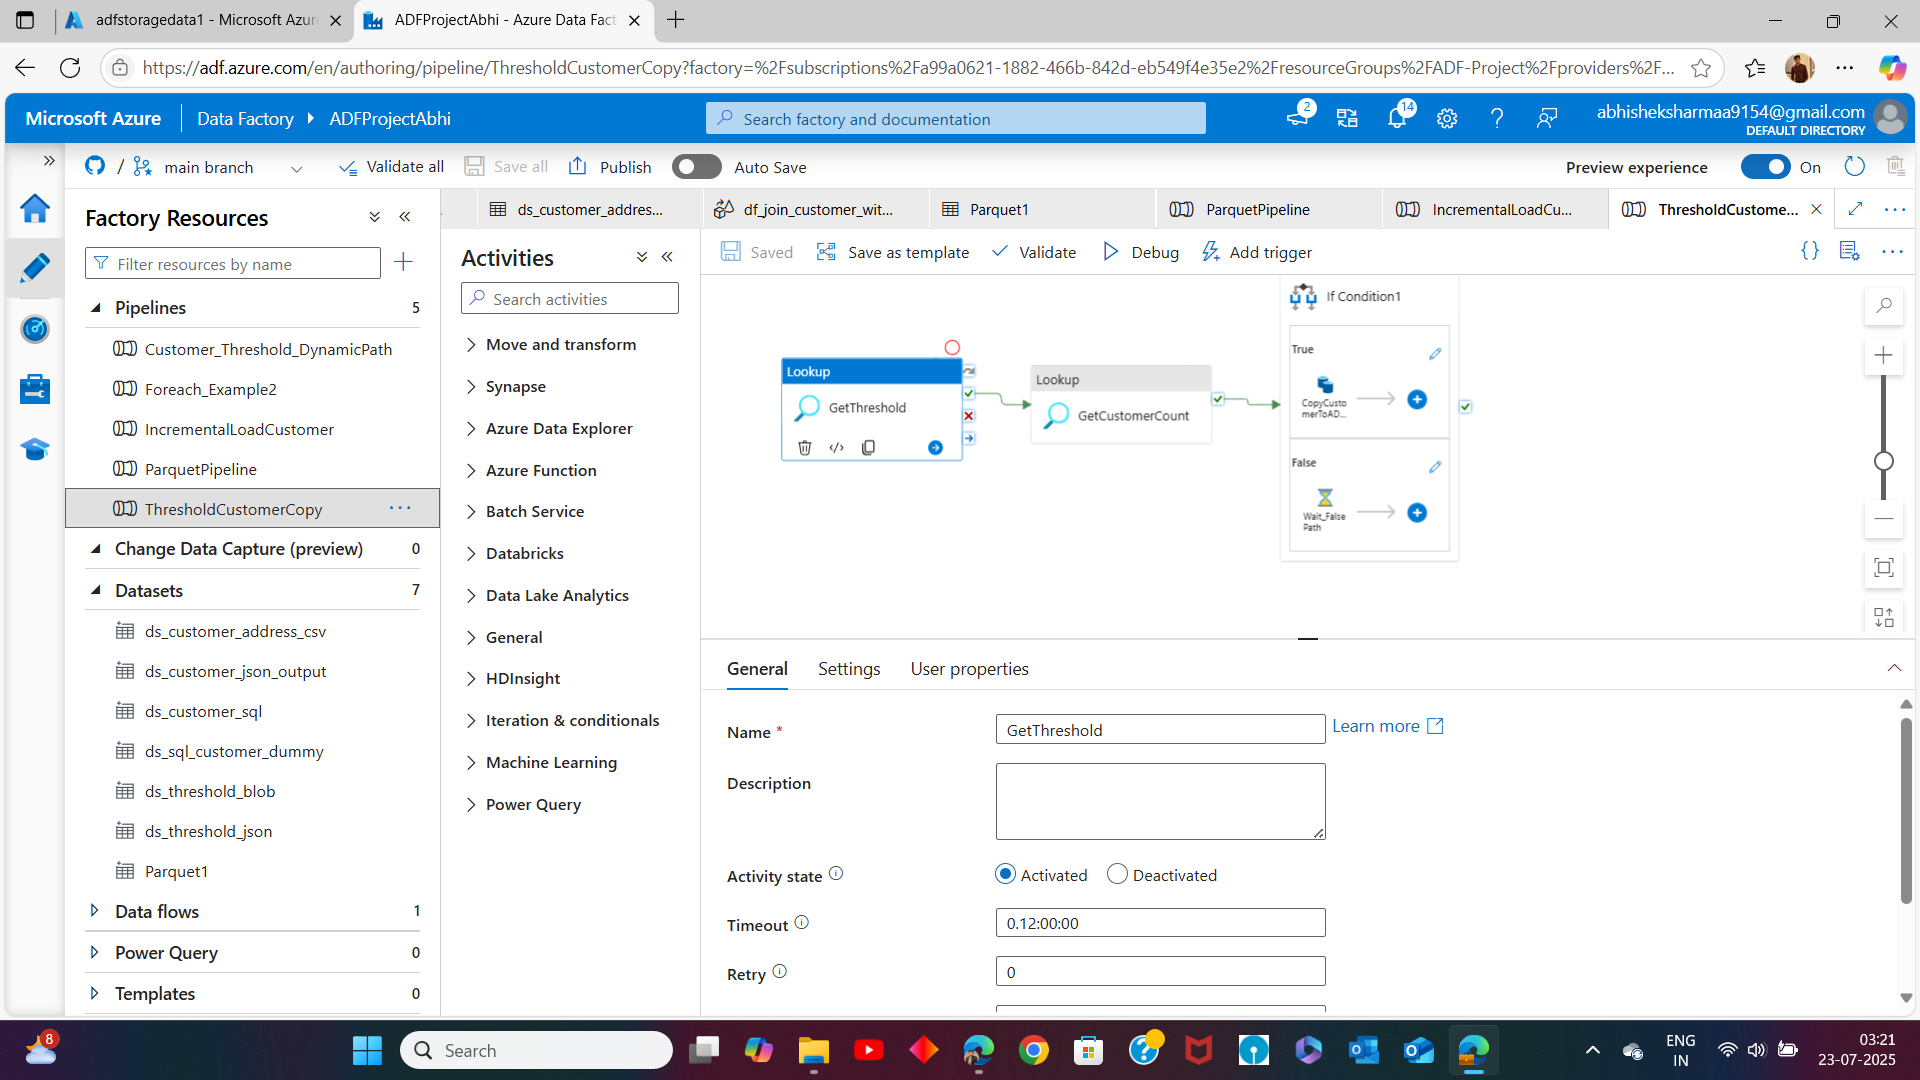 adfstoragedata1 - Microsoft Azur
ADFProjectAbhi - Azure Data Fact
https://adf.azure.com/en/authoring/pipeline/ThresholdCustomerCopy?factory=%2Fsubscriptions%2Fa99a0621-1882-466b-842d-eb549f4e35e2%2FresourceGroups%2FADF-Project%2Fproviders%2F...
Microsoft Azure
Data Factory
ADFProjectAbhi
Search factory and documentation
2
14
abhisheksharmaa9154@gmail.com
DEFAULT DIRECTORY
/
main branch
Validate all
Save all
Publish
Auto Save
Preview experience
On
Factory Resources
Filter resources by name
Pipelines 5
Customer_Threshold_DynamicPath
Foreach_Example2
IncrementalLoadCustomer
ParquetPipeline
ThresholdCustomerCopy
Change Data Capture (preview) 0
Datasets 7
ds_customer_address_csv
ds_customer_json_output
ds_customer_sql
ds_sql_customer_dummy
ds_threshold_blob
ds_threshold_json
Parquet1
Data flows 1
Power Query 0
Templates 0
ds_customer_addres...
df_join_customer_wit...
Parquet1
ParquetPipeline
IncrementalLoadCu...
ThresholdCustome...
Activities
Search activities
Move and transform
Synapse
Azure Data Explorer
Azure Function
Batch Service
Databricks
Data Lake Analytics
General
HDInsight
Iteration & conditionals
Machine Learning
Power Query
Saved
Save as template
Validate
Debug
Add trigger
Lookup
GetThreshold
Lookup
GetCustomerCount
If Condition1
True
CopyCusto
merToAD...
False
Wait_False
Path
General
Settings
User properties
Name *
GetThreshold
Learn more
Description
Activity state
Activated
Deactivated
Timeout
0.12:00:00
Retry
0
8
Search
ENG
IN
03:21
23-07-2025